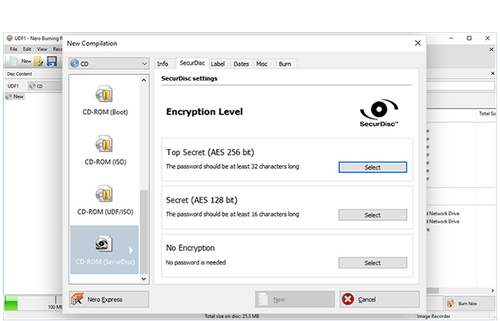 UDF1 - Nero Burning R
File Edit View Rec
New
Disc Content
UDF1 CD
New
New Compilation
CD
Info SecurDisc Label Dates Misc Burn
SecurDisc settings
Encryption Level
SecurDisc™
CD-ROM (Boot)
CD-ROM (ISO)
CD-ROM (UDF/ISO)
CD-ROM (SecurDisc)
Top Secret (AES 256 bit)
The password should be at least 32 characters long
Select
Secret (AES 128 bit)
The password should be at least 16 characters long
Select
No Encryption
No password is needed
Select
Nero Express
New
Cancel
Total Siz
d Network Drive
d Network Drive
100 MB
Burn Now
Total size on disc: 25.3 MB
Image Recorder